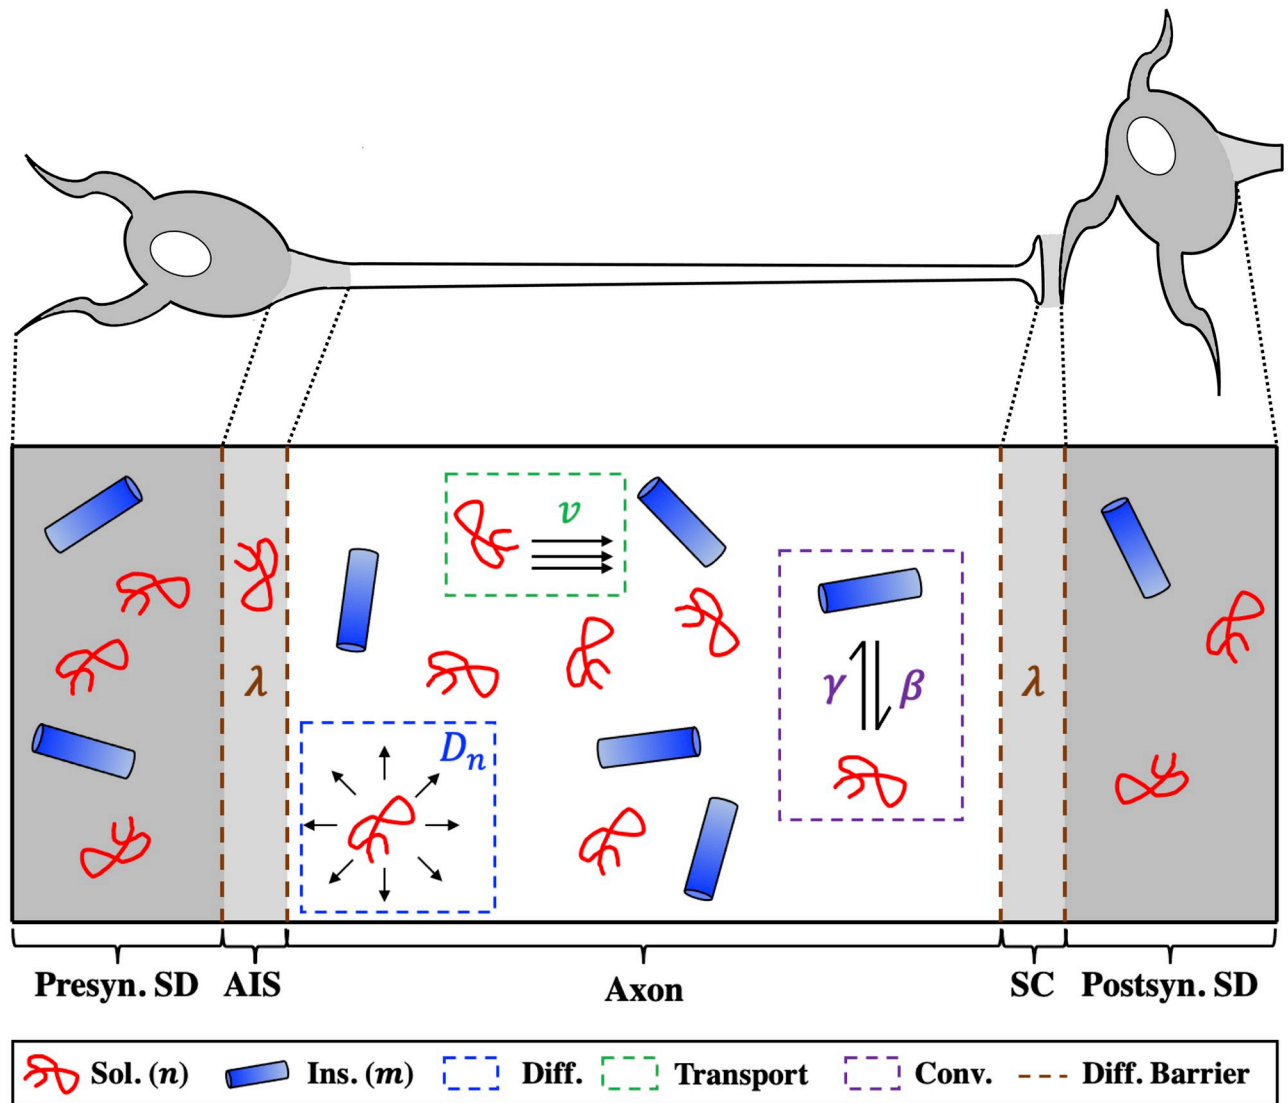 v
λ
γ
β
λ
Dn
Presyn. SD
AIS
Axon
SC
Postsyn. SD
Sol. (n)
Ins. (m)
Diff.
Transport
Conv.
Diff. Barrier